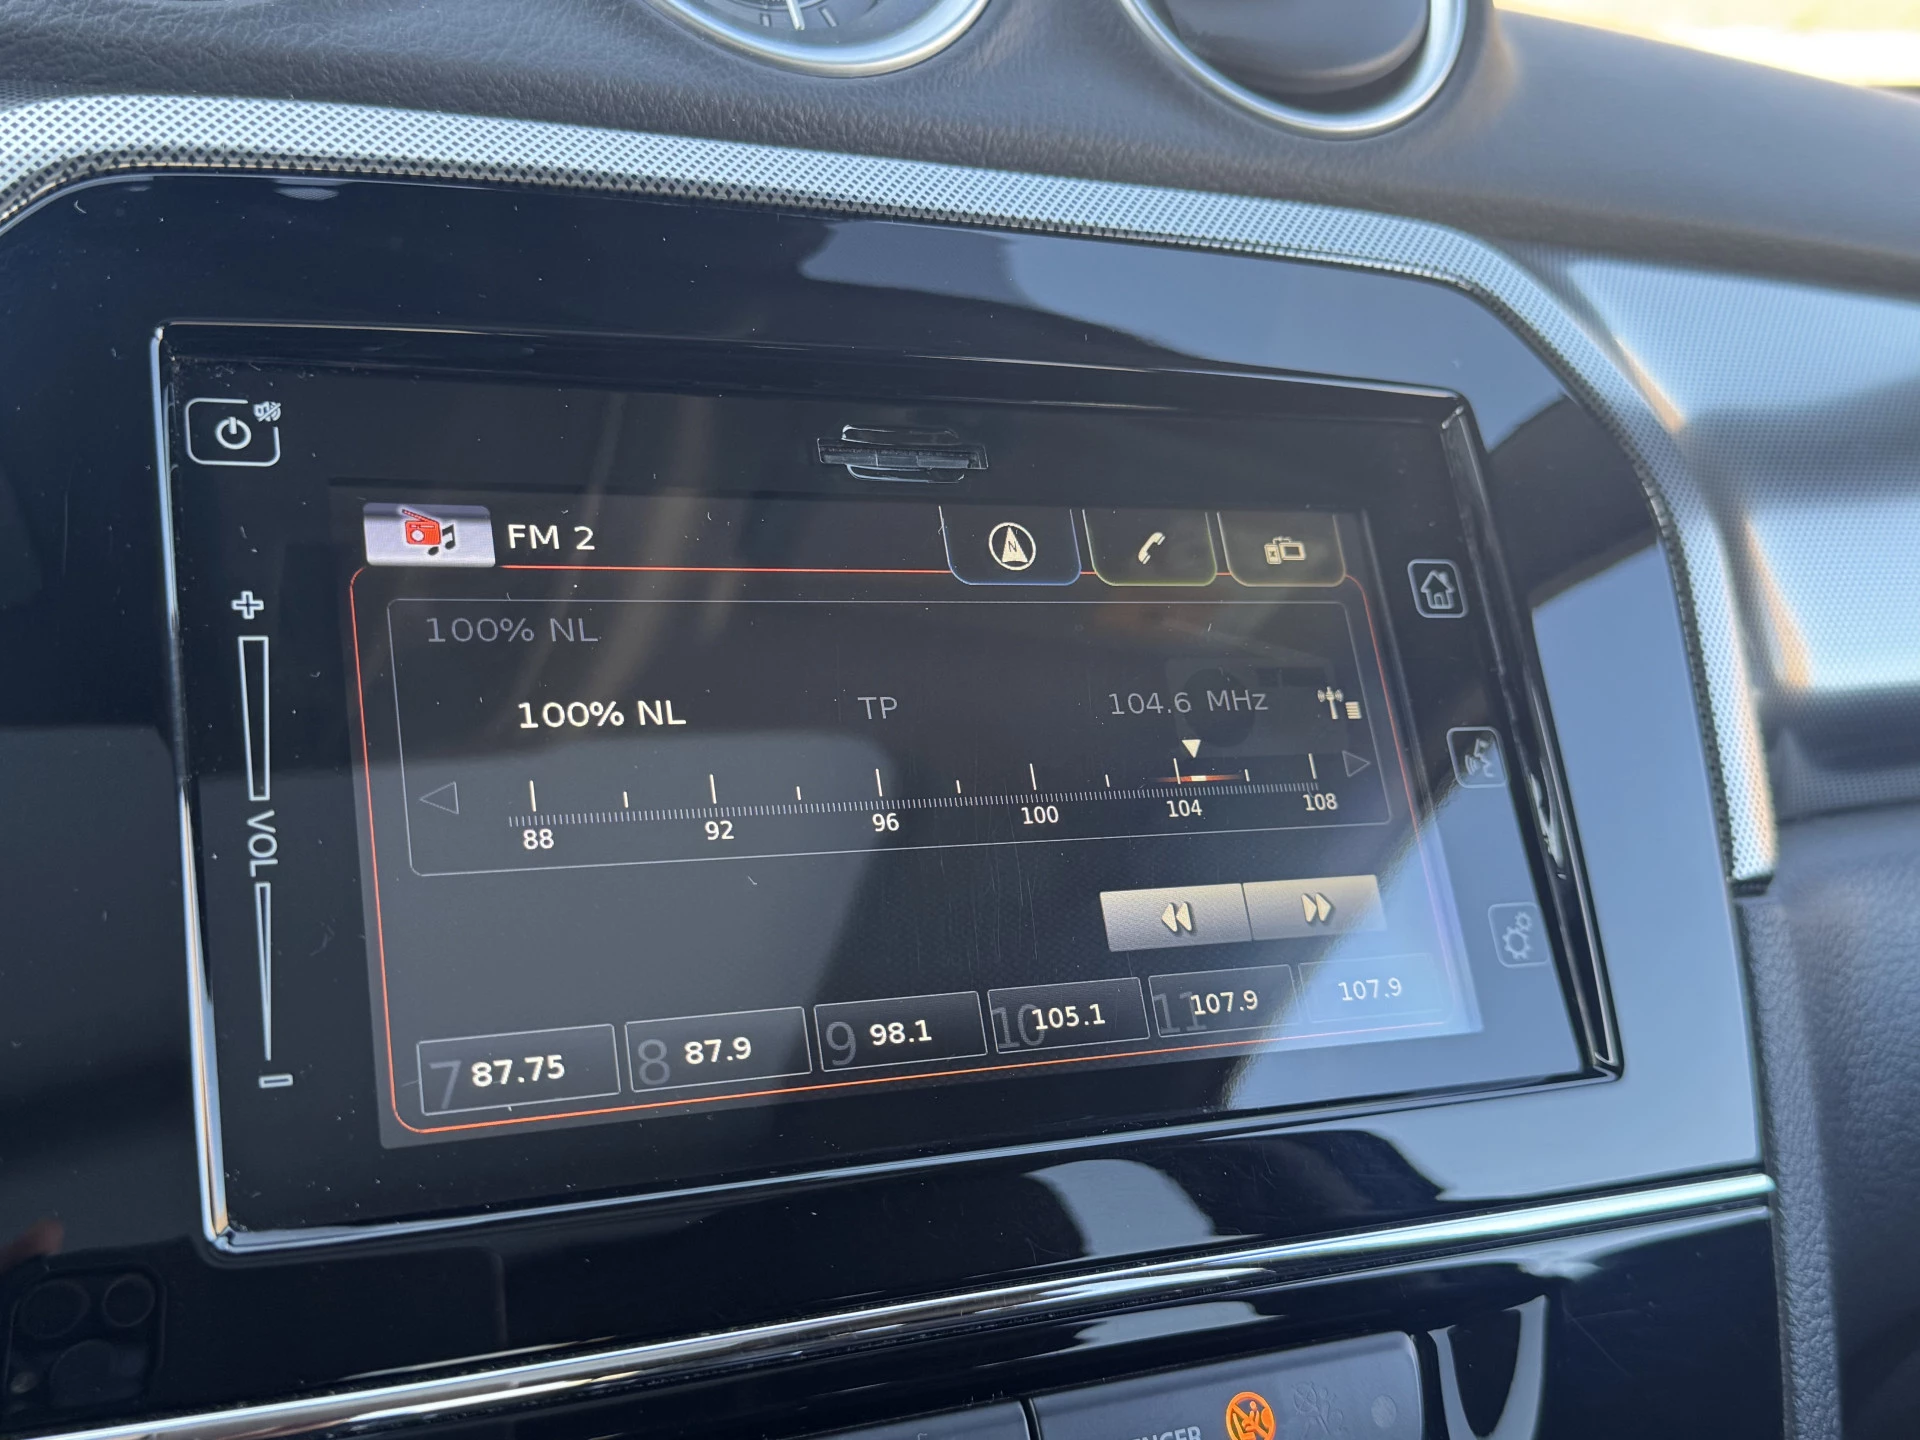 FM 2
N
100% NL
100% NL TP 104.6 MHz
88 92 96 100 104 108
VOL
7 87.75 8 87.9 9 98.1 10 105.1 11 107.9 107.9